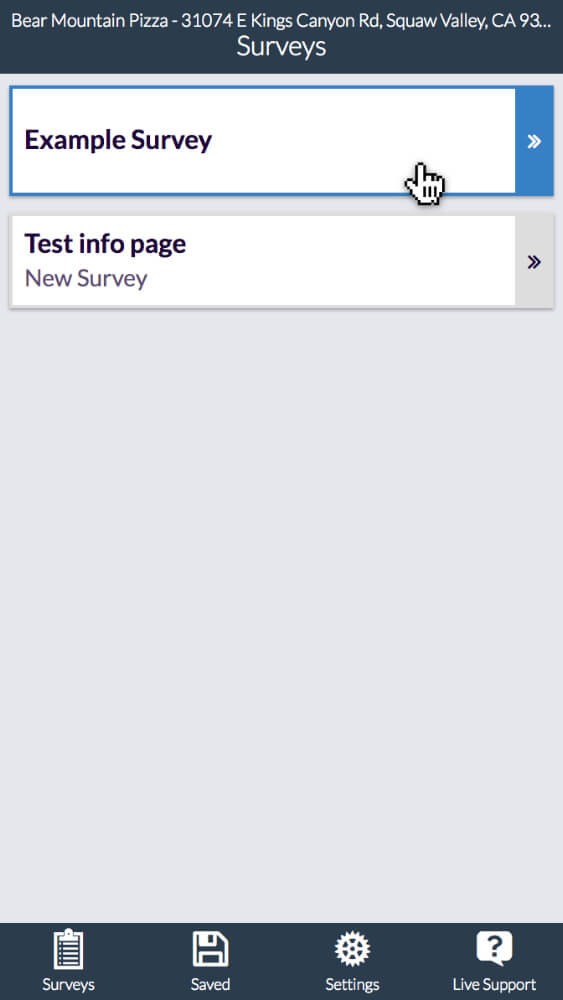 Bear Mountain Pizza - 31074 E Kings Canyon Rd, Squaw Valley, CA 93...
Surveys
Example Survey
»
Test info page
»
New Survey
Surveys
Saved
Settings
?
Live Support